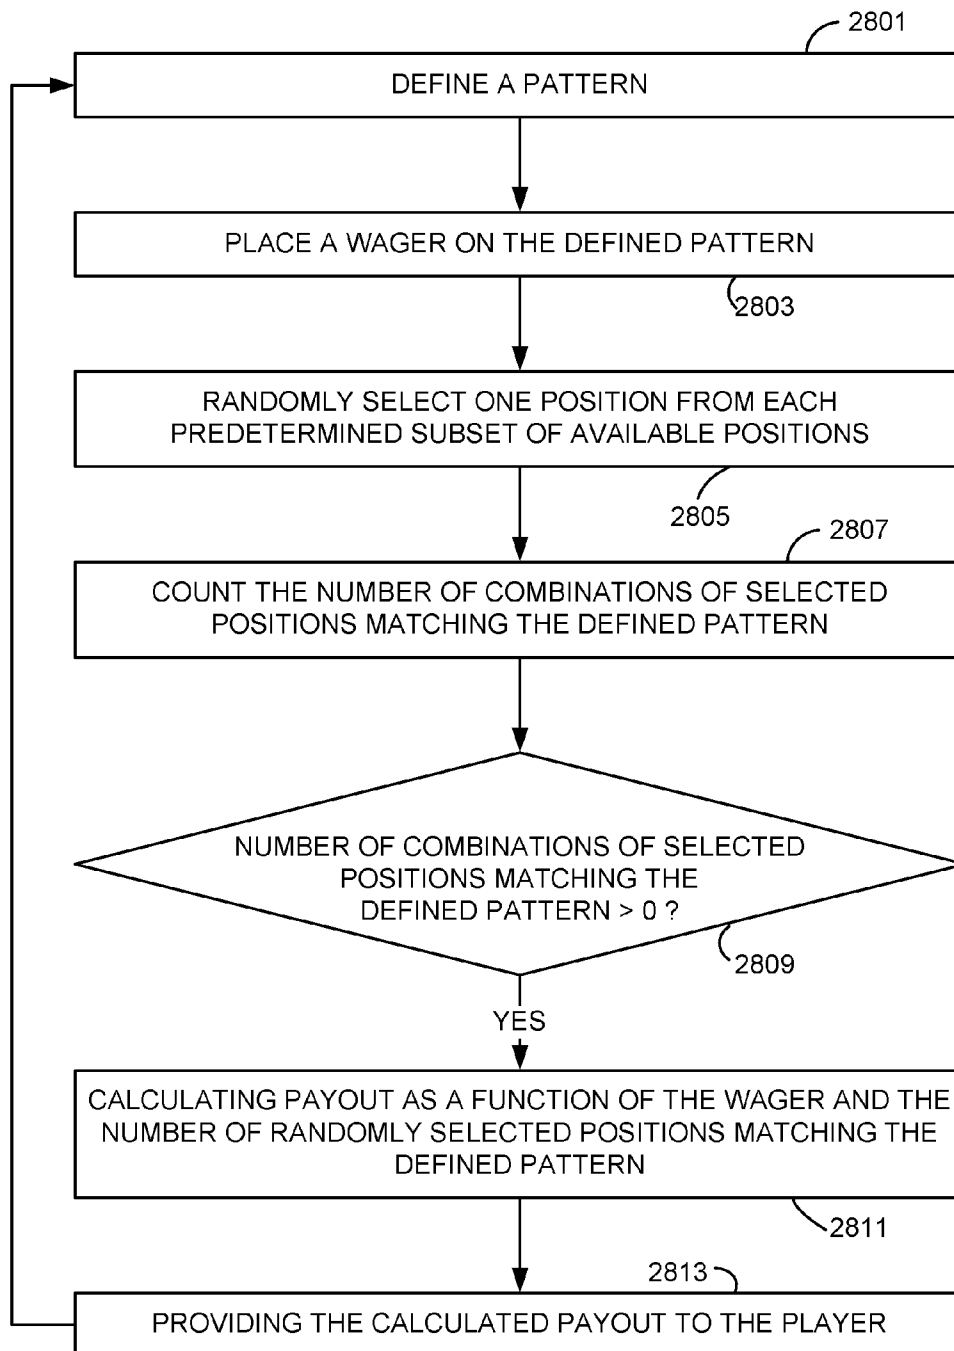 2801
DEFINE A PATTERN
PLACE A WAGER ON THE DEFINED PATTERN
2803
RANDOMLY SELECT ONE POSITION FROM EACH
PREDETERMINED SUBSET OF AVAILABLE POSITIONS
2805
2807
COUNT THE NUMBER OF COMBINATIONS OF SELECTED
POSITIONS MATCHING THE DEFINED PATTERN
NUMBER OF COMBINATIONS OF SELECTED
POSITIONS MATCHING THE
DEFINED PATTERN > 0 ?
2809
YES
CALCULATING PAYOUT AS A FUNCTION OF THE WAGER AND THE
NUMBER OF RANDOMLY SELECTED POSITIONS MATCHING THE
DEFINED PATTERN
2811
2813
PROVIDING THE CALCULATED PAYOUT TO THE PLAYER